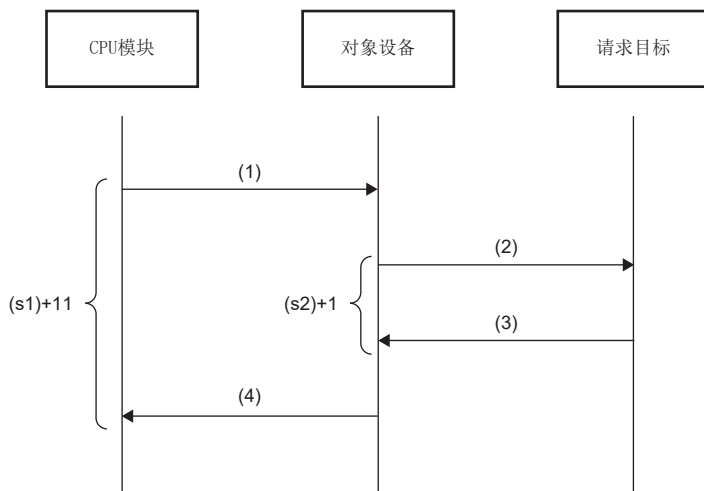 CPU模块
对象设备
请求目标
(1)
(2)
(s1)+11
(s2)+1
(3)
(4)